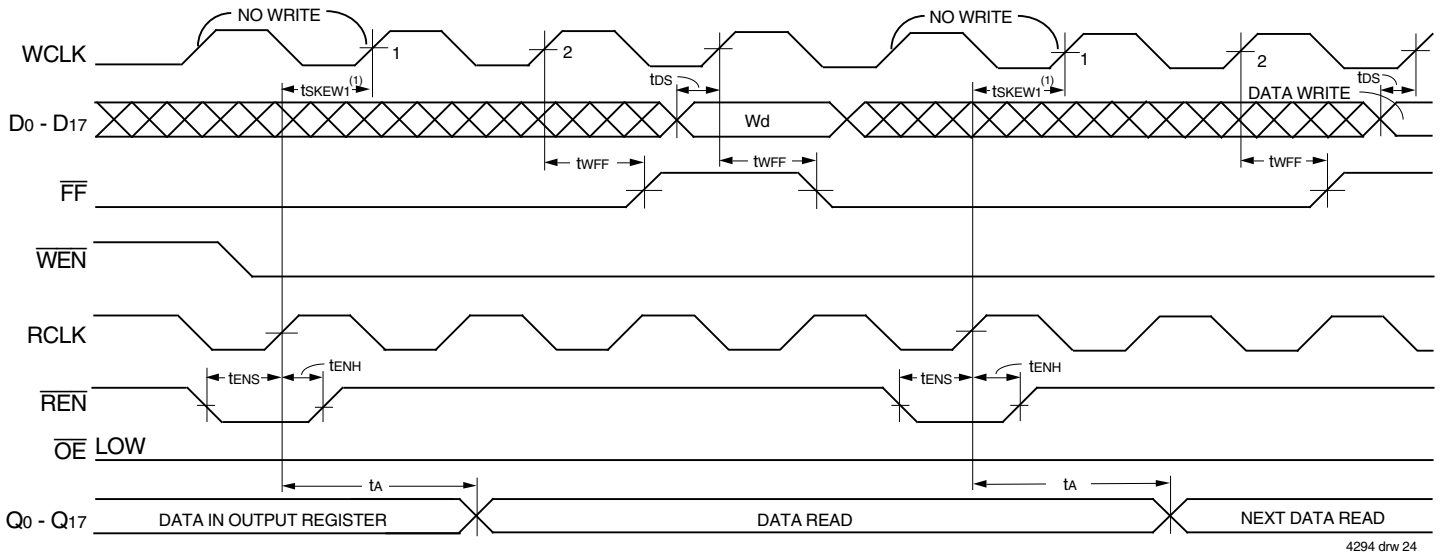 NO WRITE NO WRITE
WCLK 1 2 1 2
tSKEW1(1) tDS tSKEW1(1) tDS
DATA WRITE
D0 - D17 Wd
tWFF tWFF tWFF
FF
WEN
RCLK
tENS tENH tENS tENH
REN
OE LOW
tA tA
Q0 - Q17 DATA IN OUTPUT REGISTER DATA READ NEXT DATA READ
4294 drw 24